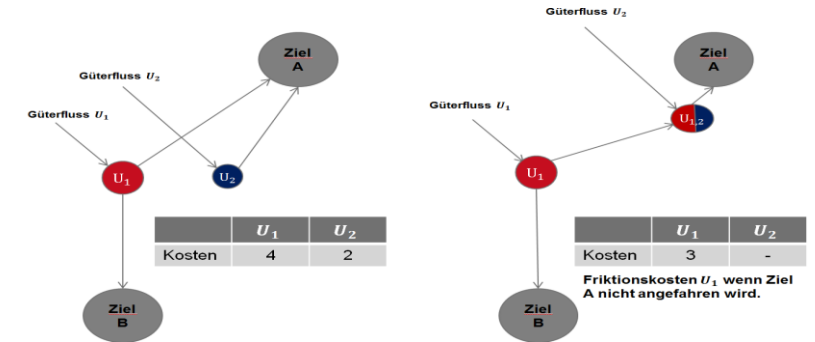 Güterfluss U₂
Ziel
A
Güterfluss U₂
Güterfluss U₁
U₁
U₂
U₁ U₂
Kosten 4 2
Ziel
B
Ziel
A
Güterfluss U₁
U₁,₂
U₁
U₁ U₂
Kosten 3 -
Friktionskosten U₁ wenn Ziel
A nicht angefahren wird.
Ziel
B